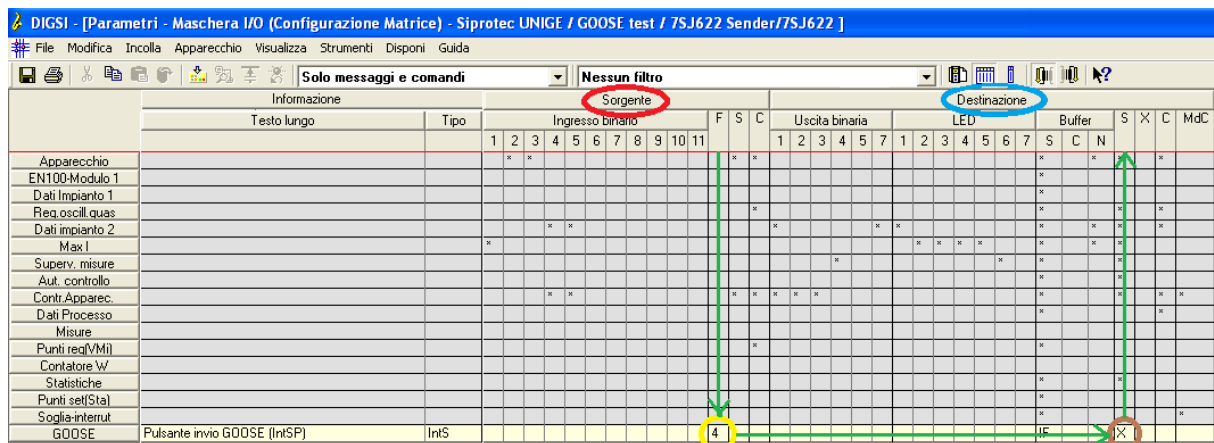 DIGSI - [Parametri - Maschera I/O (Configurazione Matrice) - Siprotec UNIGE / GOOSE test / 7SJ622 Sender/7SJ622 ]
File Modifica Incolla Apparecchio Visualizza Strumenti Disponi Guida
Solo messaggi e comandi Nessun filtro
Informazione Sorgente Destinazione
Testo lungo Tipo Ingresso binario F S C Uscita binaria LED Buffer S X C MdC
1 2 3 4 5 6 7 8 9 10 11 1 2 3 4 5 7 1 2 3 4 5 6 7 S C N
Apparecchio * * * * * * * *
EN100-Modulo 1 *
Dati Impianto 1 *
Req.oscill.quas * * * *
Dati impianto 2 * * * * * * * * *
Max I * * * * * * * *
Superv. misure * * * *
Aut. controllo * *
Contr.Apparec. * * * * * * * * * * *
Dati Processo * *
Misure
Punti req(VMi) * *
Contatore W
Statistiche * *
Punti set(Sta) *
Soglia-interrut * *
GOOSE Pulsante invio GOOSE (IntSP) IntS 4 IE X